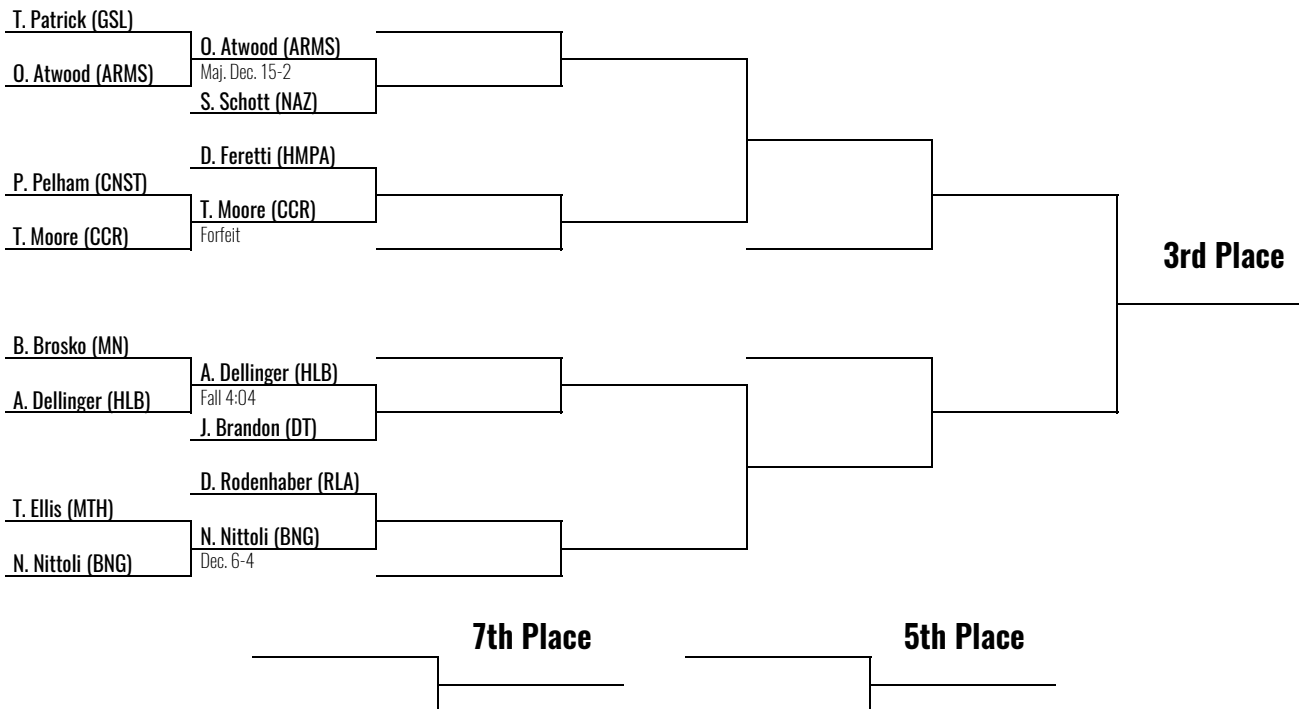 T. Patrick (GSL)
O. Atwood (ARMS)
O. Atwood (ARMS)
Maj. Dec. 15-2
S. Schott (NAZ)
D. Feretti (HMPA)
P. Pelham (CNST)
T. Moore (CCR)
T. Moore (CCR)
Forfeit
3rd Place
B. Brosko (MN)
A. Dellinger (HLB)
A. Dellinger (HLB)
Fall 4:04
J. Brandon (DT)
D. Rodenhaber (RLA)
T. Ellis (MTH)
N. Nittoli (BNG)
N. Nittoli (BNG)
Dec. 6-4
7th Place
5th Place